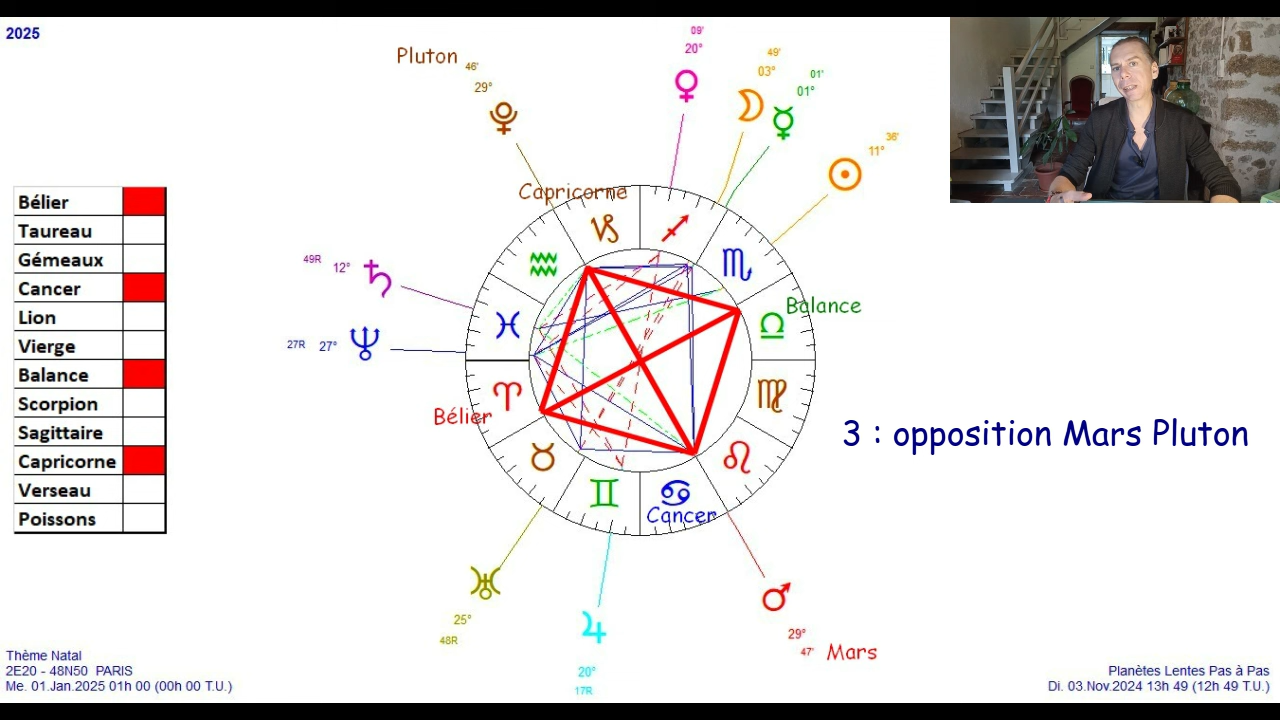 2025
Pluton
46'
29°
09'
20°
49'
03°
01'
01°
36'
11°
Capricorne
Bélier
Taureau
Gémeaux
Cancer
Lion
Vierge
Balance
Scorpion
Sagittaire
Capricorne
Verseau
Poissons
49R 12°
27R 27°
Balance
Bélier
Cancer
3 : opposition Mars Pluton
25°
48R
20°
17R
29°
47' Mars
Thème Natal
2E20 - 48N50 PARIS
Me. 01.Jan.2025 01h 00 (00h 00 T.U.)
Planètes Lentes Pas à Pas
Di. 03.Nov.2024 13h 49 (12h 49 T.U.)